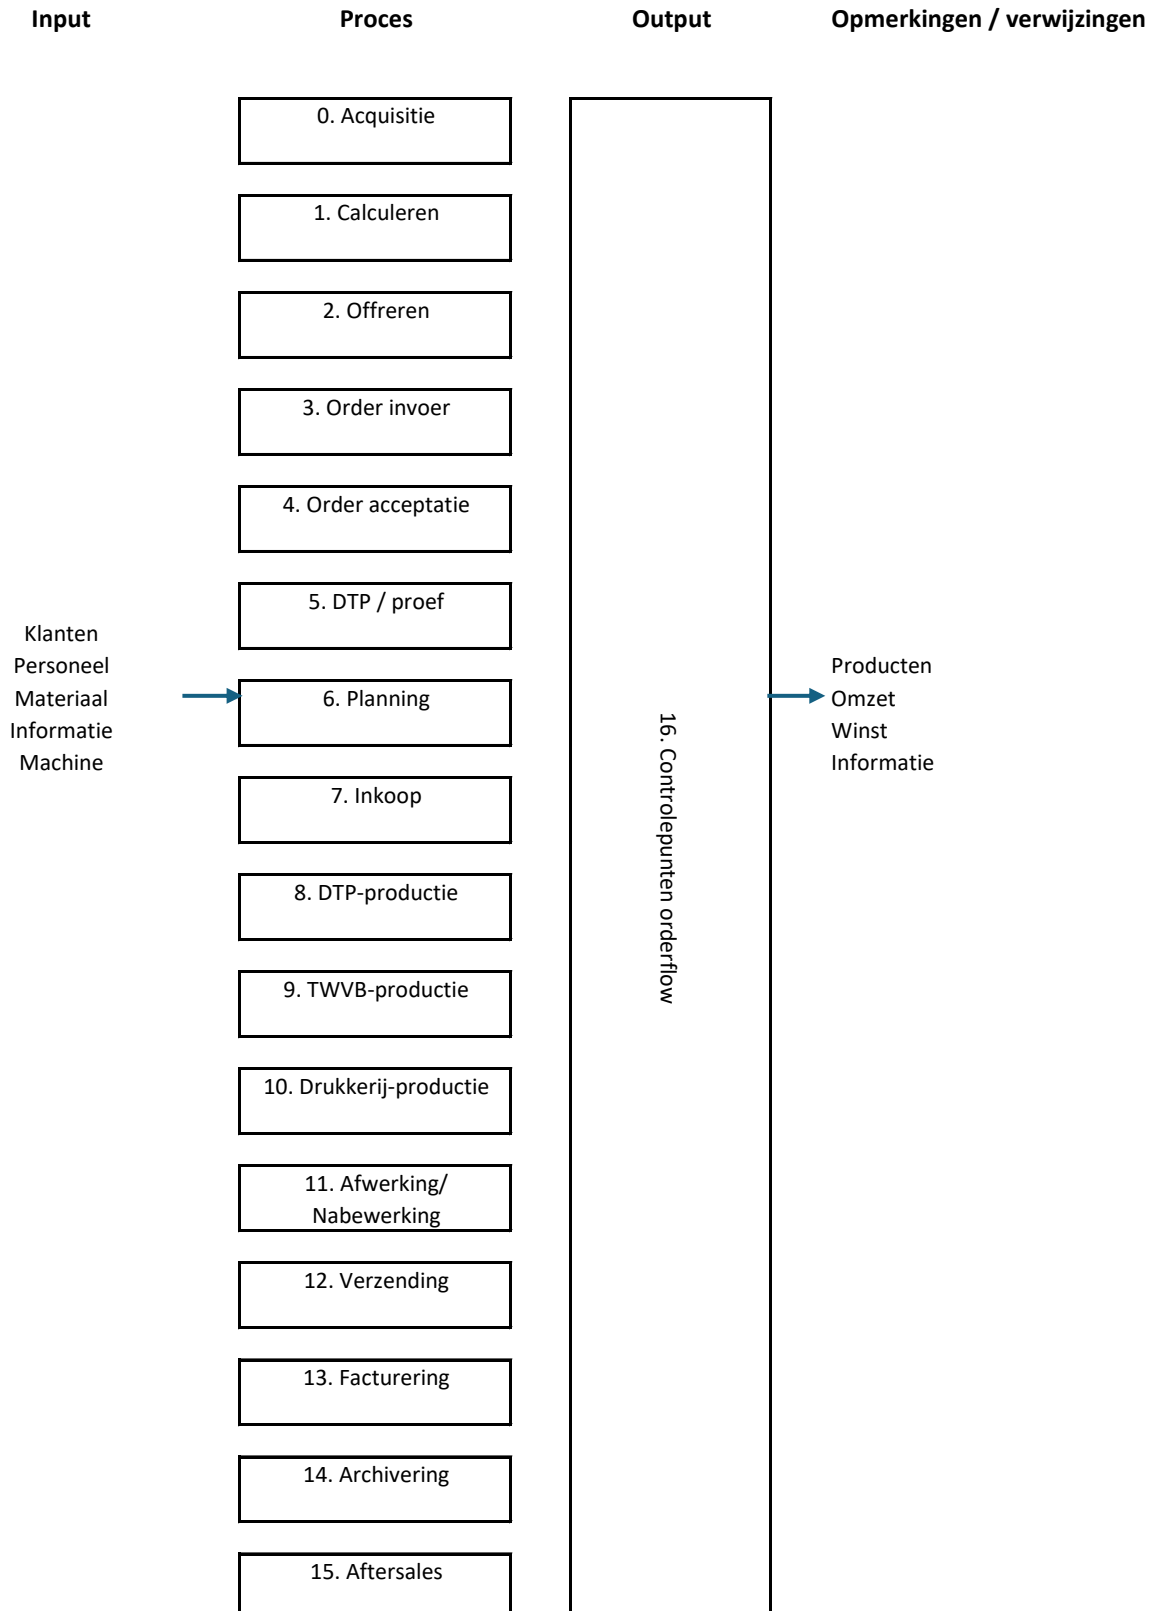 Input Proces Output Opmerkingen / verwijzingen
0. Acquisitie
1. Calculeren
2. Offreren
3. Order invoer
4. Order acceptatie
5. DTP / proef
Klanten
Personeel
Materiaal
Informatie
Machine
6. Planning
7. Inkoop
8. DTP-productie
9. TWVB-productie
10. Drukkerij-productie
11. Afwerking/
Nabewerking
12. Verzending
13. Facturering
14. Archivering
15. Aftersales
16. Controlepunten orderflow
Producten
Omzet
Winst
Informatie